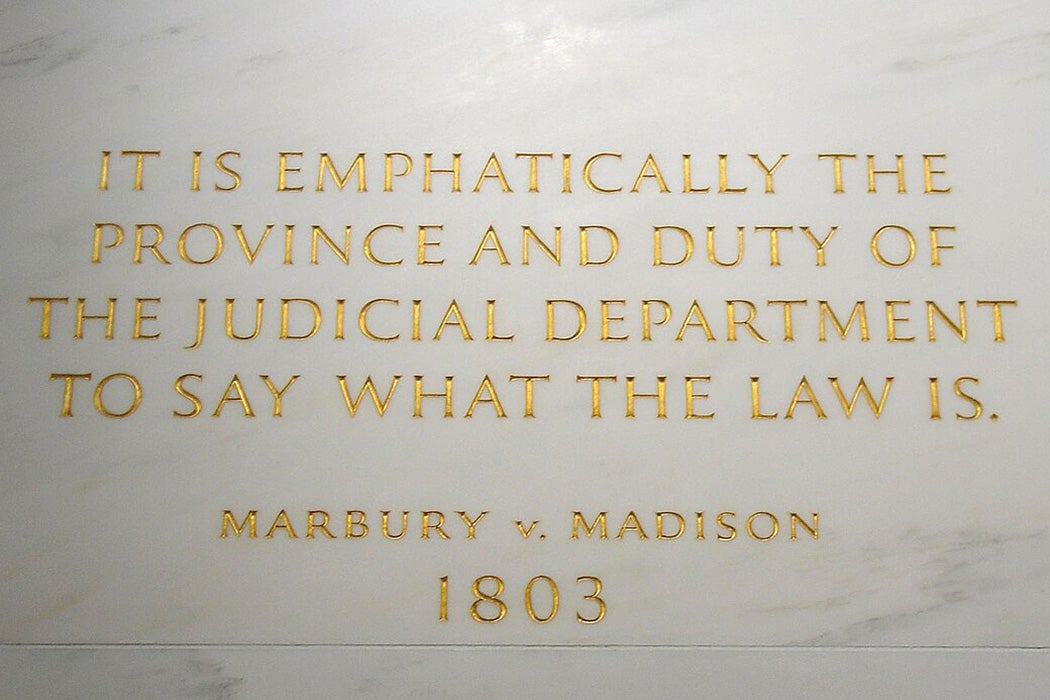 IT IS EMPHATICALLY THE
PROVINCE AND DUTY OF
THE JUDICIAL DEPARTMENT
TO SAY WHAT THE LAW IS.
MARBURY v. MADISON
1803